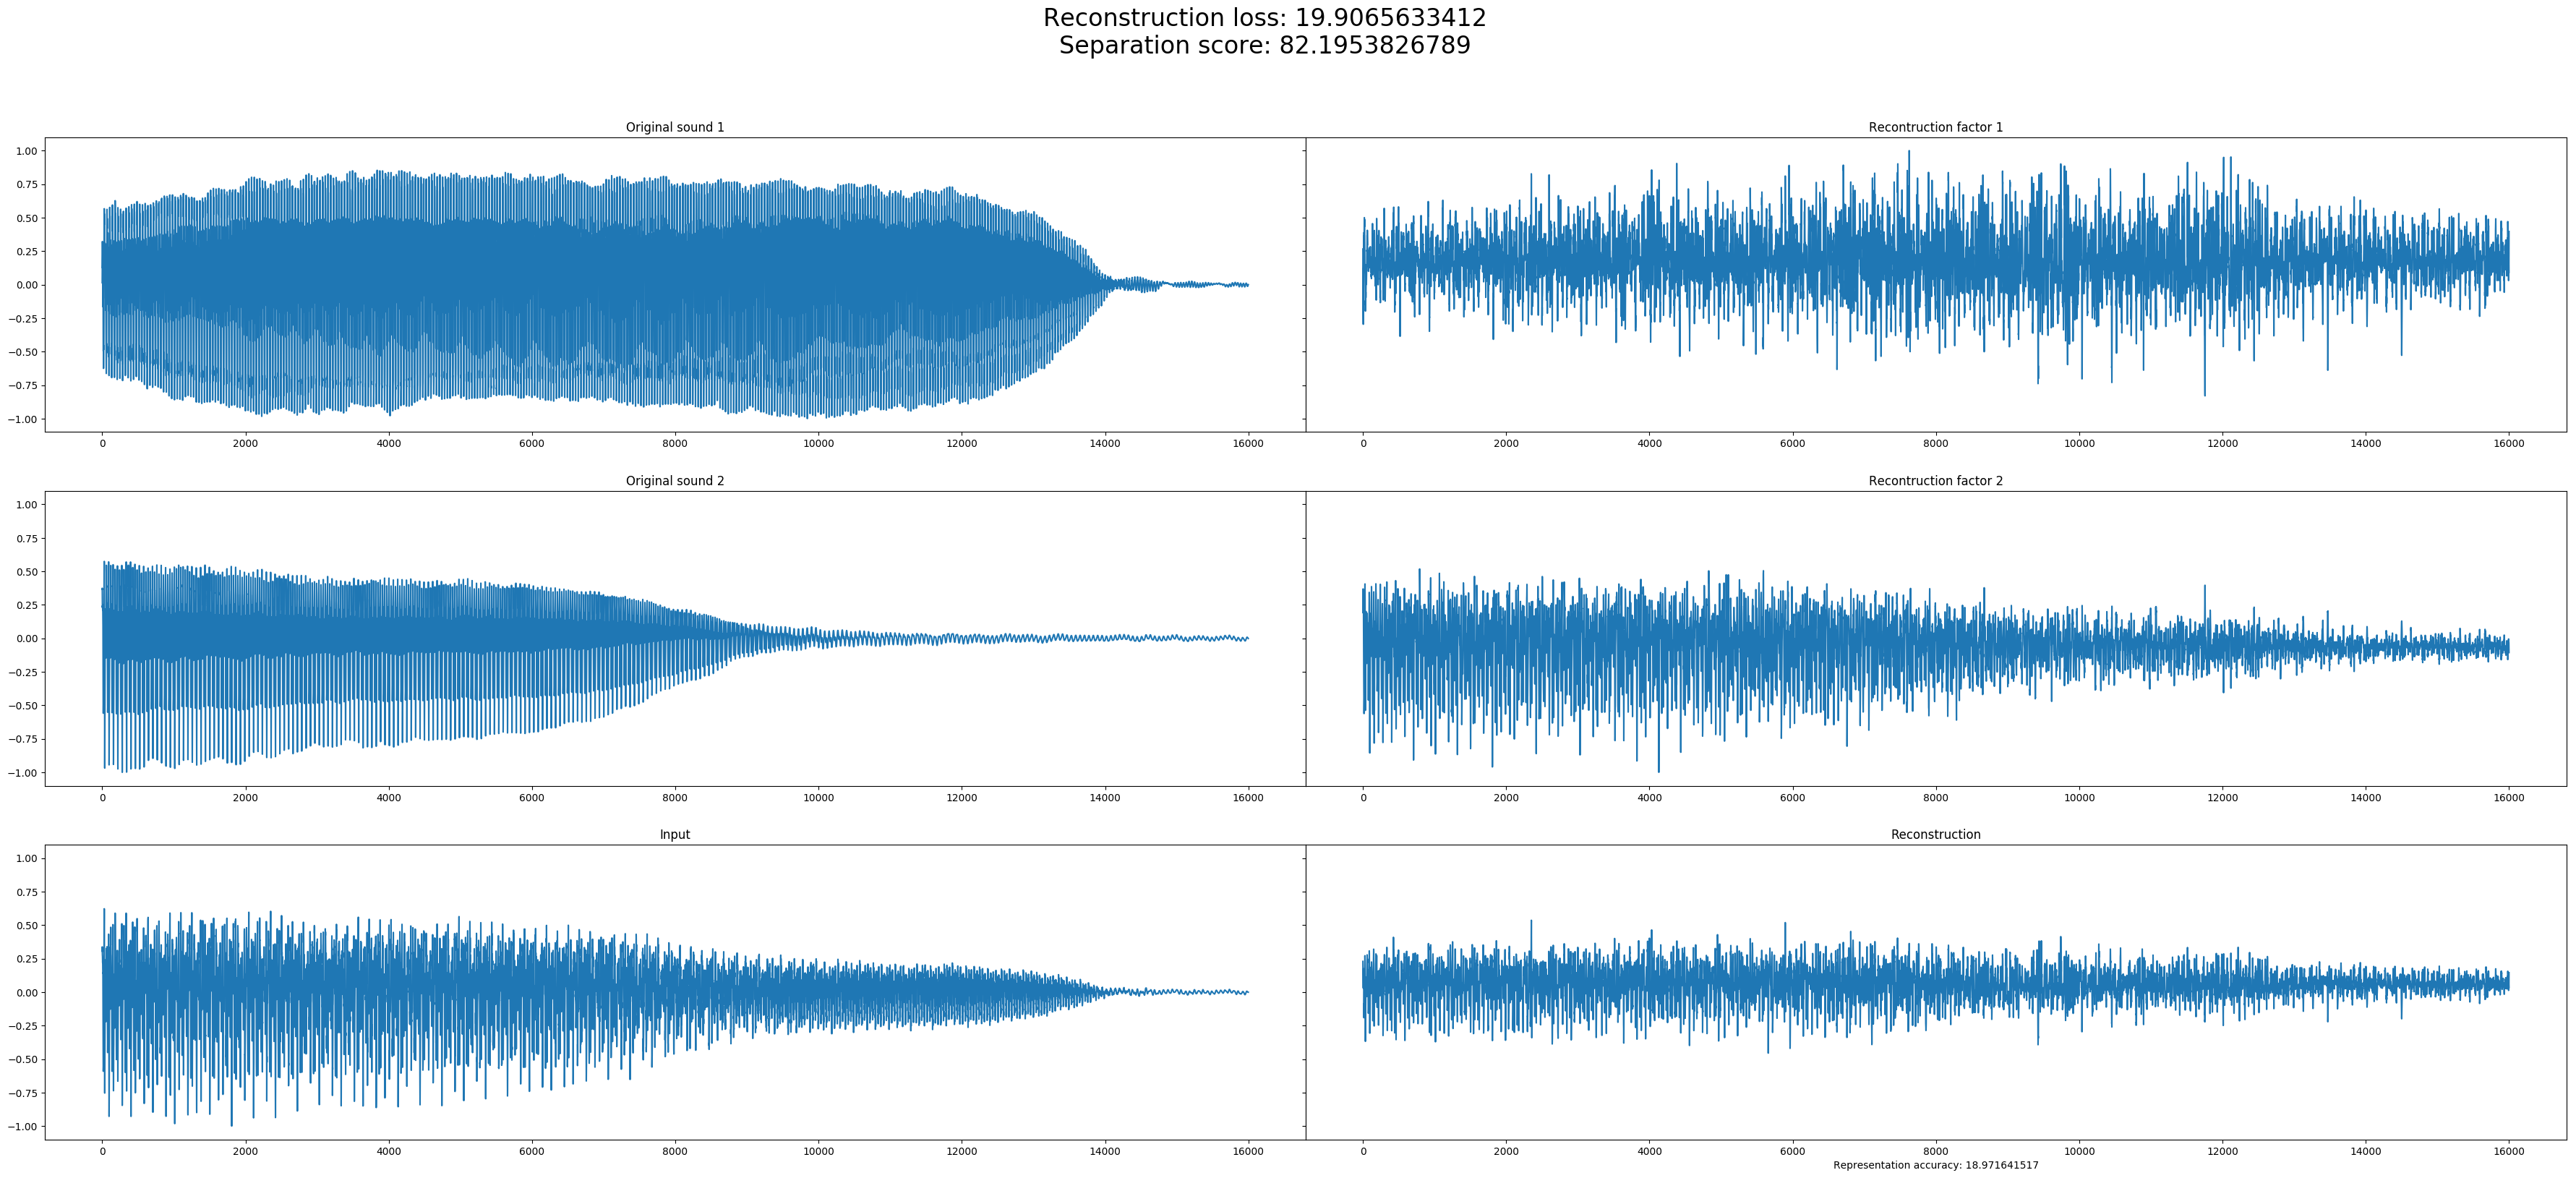 Reconstruction loss: 19.9065633412
Separation score: 82.1953826789
Original sound 1
Recontruction factor 1
1.00
0.75
0.50
0.25
0.00
−0.25
−0.50
−0.75
−1.00
0 2000 4000 6000 8000 10000 12000 14000 16000
0 2000 4000 6000 8000 10000 12000 14000 16000
Original sound 2
Recontruction factor 2
1.00
0.75
0.50
0.25
0.00
−0.25
−0.50
−0.75
−1.00
0 2000 4000 6000 8000 10000 12000 14000 16000
0 2000 4000 6000 8000 10000 12000 14000 16000
Input
Reconstruction
1.00
0.75
0.50
0.25
0.00
−0.25
−0.50
−0.75
−1.00
0 2000 4000 6000 8000 10000 12000 14000 16000
0 2000 4000 6000 8000 10000 12000 14000 16000
Representation accuracy: 18.971641517